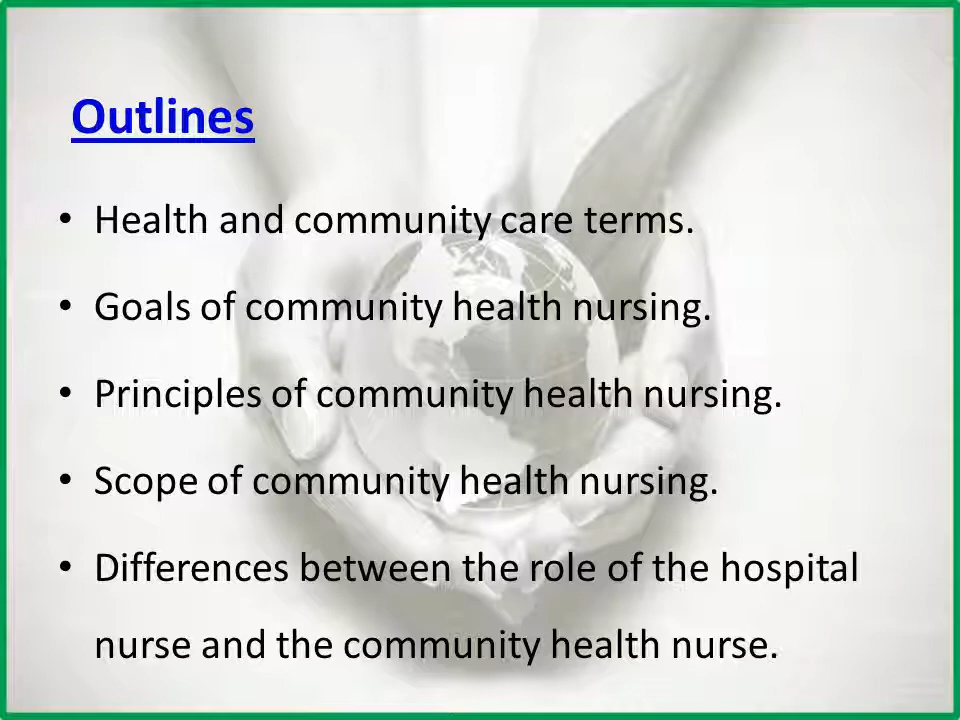 Outlines
• Health and community care terms.
• Goals of community health nursing.
• Principles of community health nursing.
• Scope of community health nursing.
• Differences between the role of the hospital
nurse and the community health nurse.